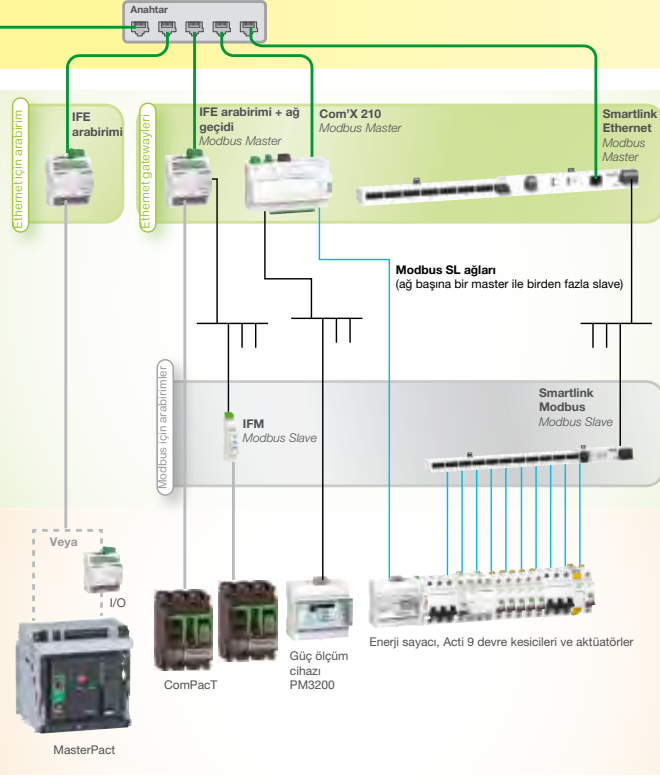 Anahtar
IFE
arabirimi
IFE arabirimi + ağ
geçidi
Modbus Master
Com'X 210
Modbus Master
Smartlink
Ethernet
Modbus
Master
Ethernet için arabirim
Ethernet gatewayleri
Modbus SL ağları
(ağ başına bir master ile birden fazla slave)
Modbus için arabirimler
IFM
Modbus Slave
Smartlink
Modbus
Modbus Slave
Veya
I/O
ComPacT
Güç ölçüm
cihazı
PM3200
Enerji sayacı, Acti 9 devre kesicileri ve aktüatörler
MasterPact